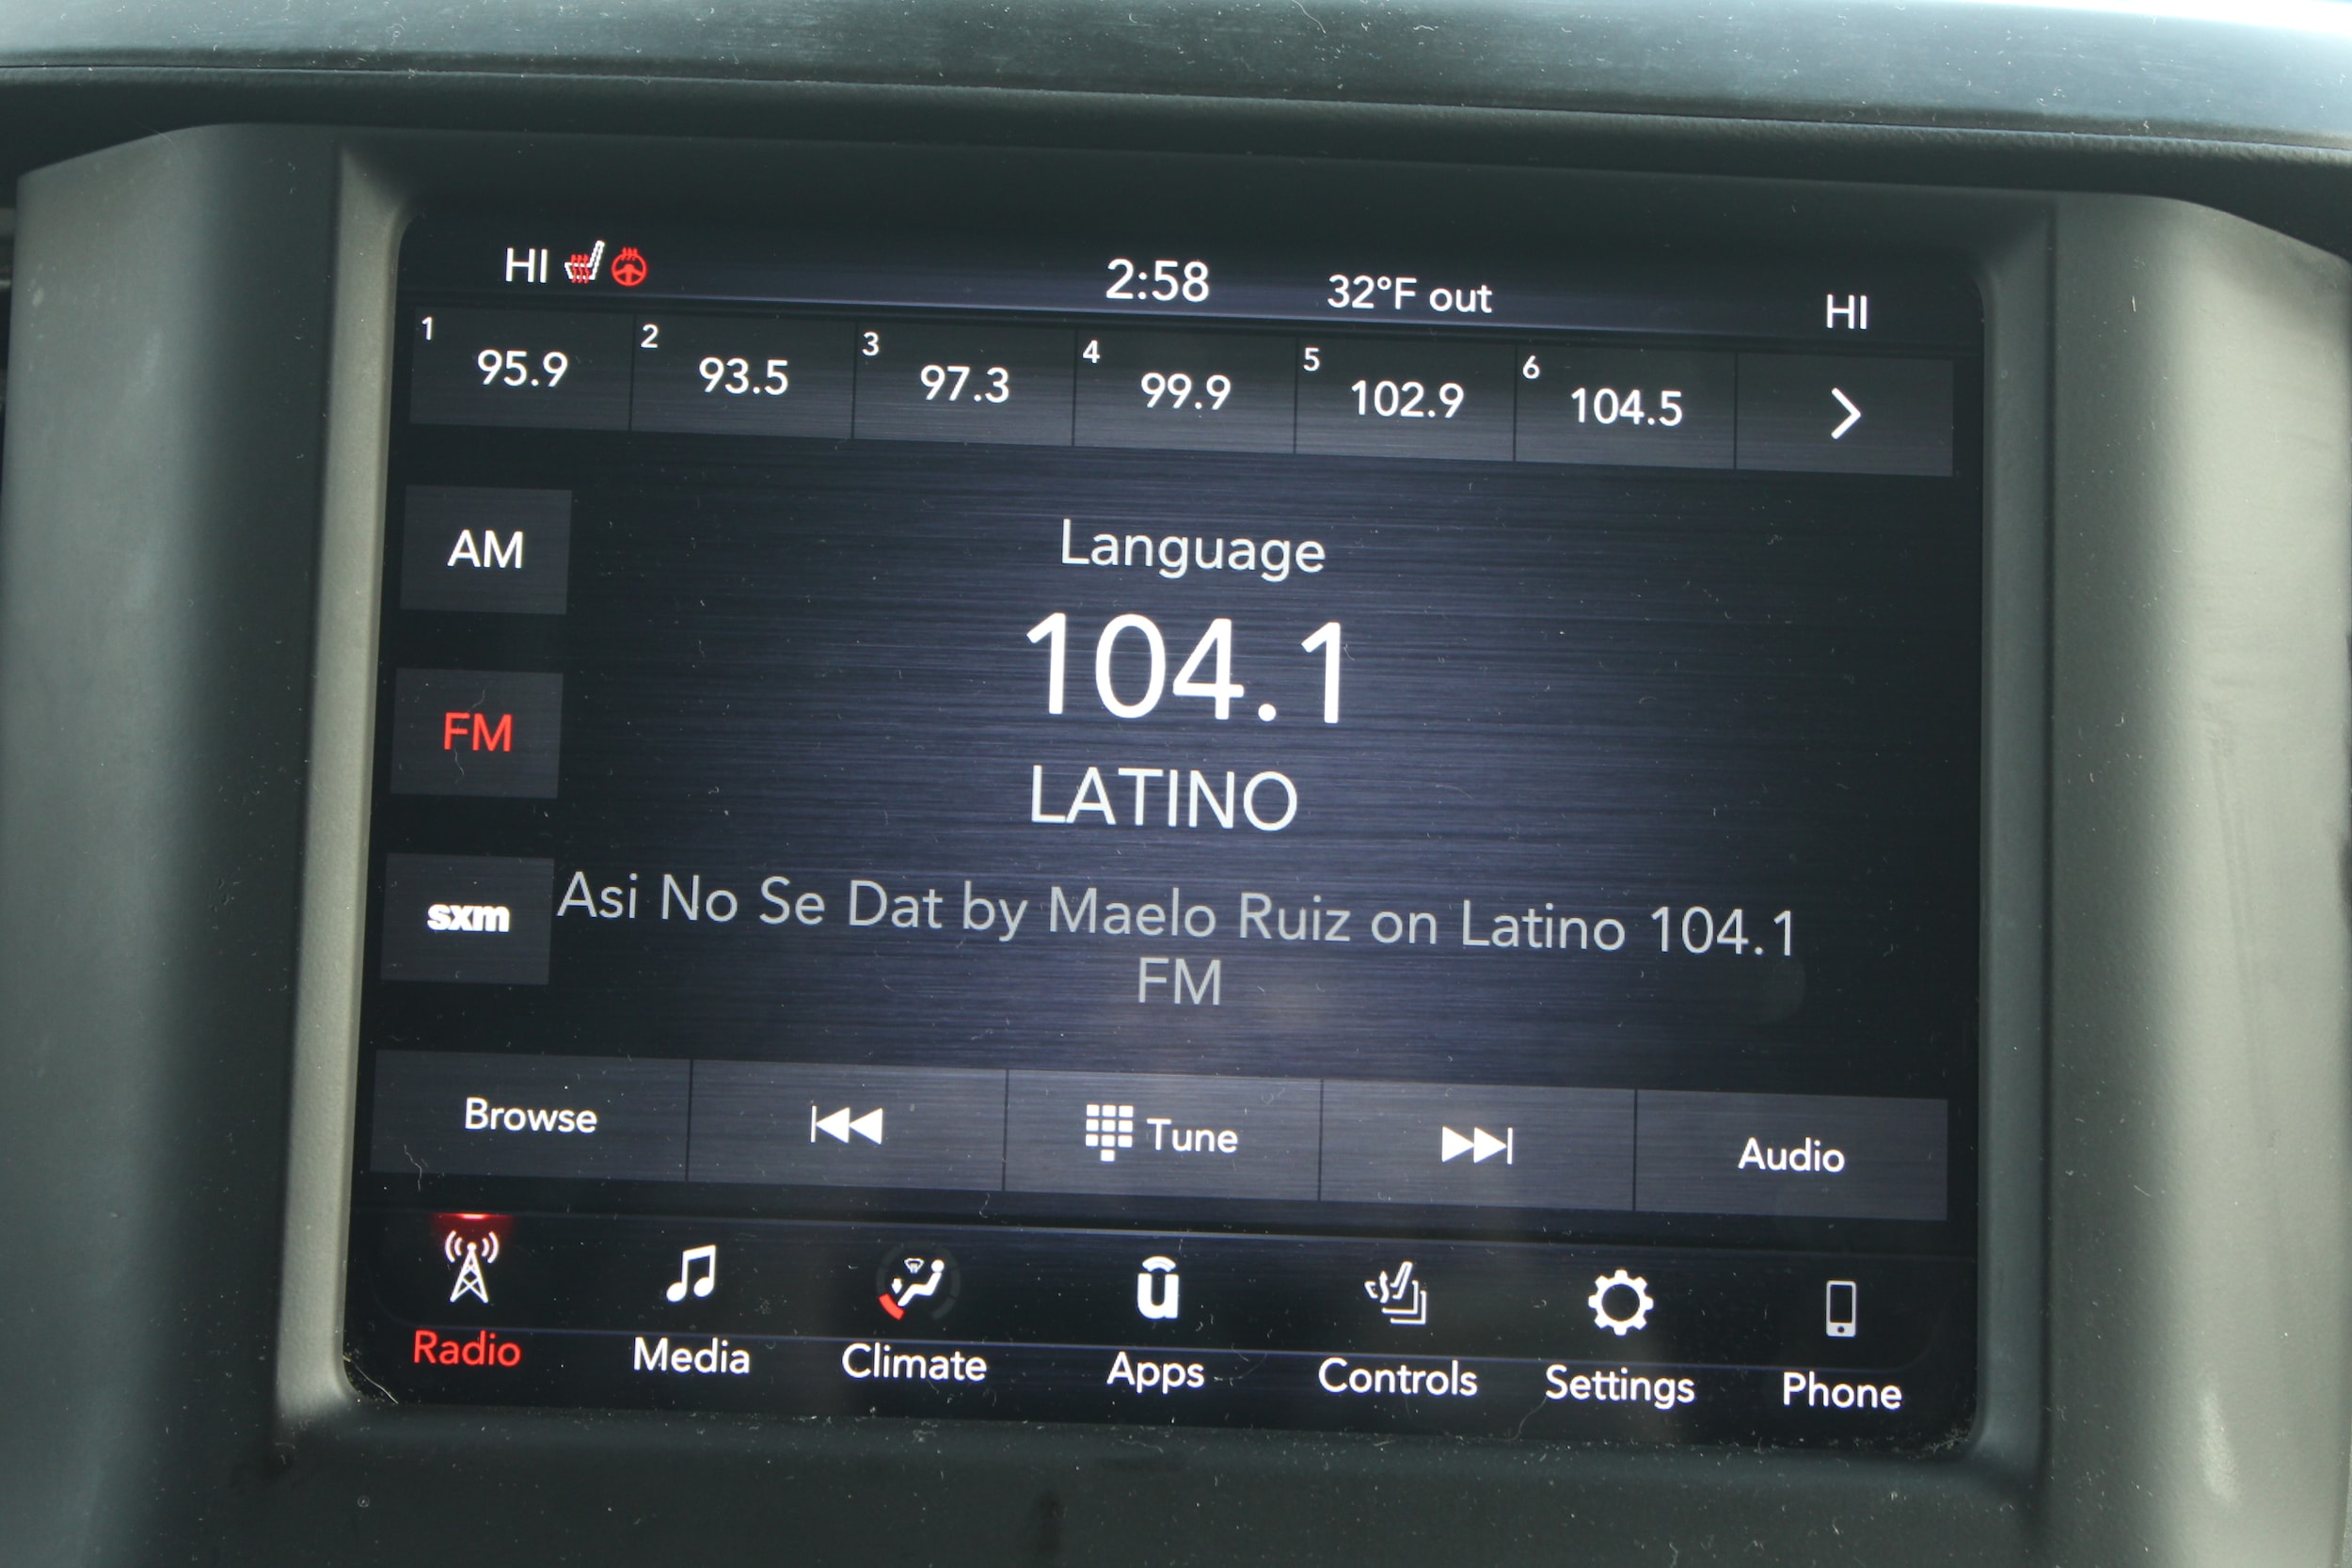 HI 2:58 32°F out HI
1 95.9 2 93.5 3 97.3 4 99.9 5 102.9 6 104.5
AM
Language
104.1
FM
LATINO
sxm
Asi No Se Dat by Maelo Ruiz on Latino 104.1
FM
Browse Tune Audio
u
Radio Media Climate Apps Controls Settings Phone